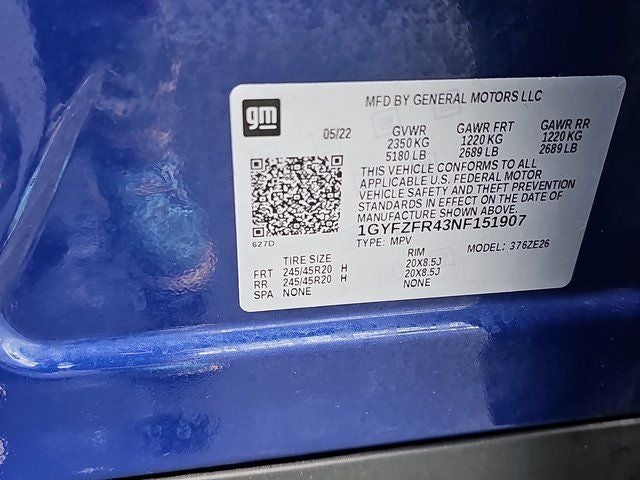 gm
MFD BY GENERAL MOTORS LLC
05/22 GVWR GAWR FRT GAWR RR
2350 KG 1220 KG 1220 KG
5180 LB 2689 LB 2689 LB
THIS VEHICLE CONFORMS TO ALL
APPLICABLE U.S. FEDERAL MOTOR
VEHICLE SAFETY AND THEFT PREVENTION
STANDARDS IN EFFECT ON THE DATE OF
MANUFACTURE SHOWN ABOVE.
1GYFZFR43NF151907
627D
TYPE: MPV MODEL: 376ZE26
TIRE SIZE RIM
FRT 245/45R20 H 20X8.5J
RR 245/45R20 H 20X8.5J
SPA NONE NONE